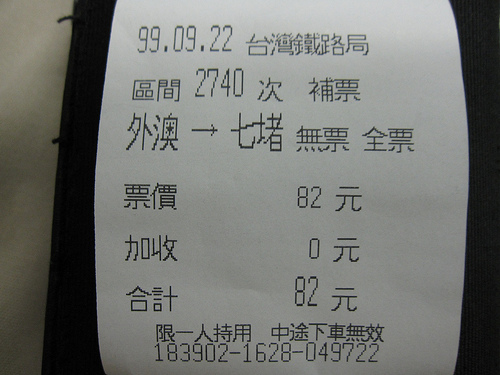 99.09.22 台灣鐵路局
區間 2740 次 補票
外澳 → 七堵 無票 全票
票價 82 元
加收 0 元
合計 82 元
限一人持用 中途下車無效
183902-1628-049722